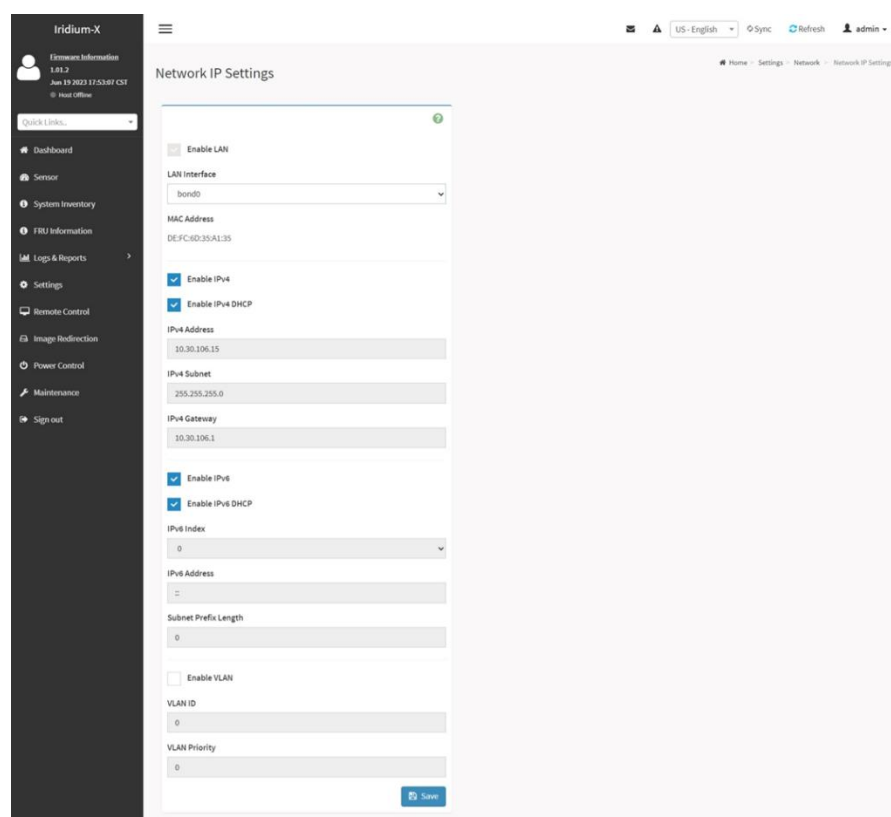 Iridium-X
Firmware Information
1.01.2
Jun 19 2023 17:53:07 CST
Host Offline
Quick Links..
Dashboard
Sensor
System Inventory
FRU Information
Logs & Reports
Settings
Remote Control
Image Redirection
Power Control
Maintenance
Sign out
US - English Sync Refresh admin
Network IP Settings
Home Settings Network Network IP Setting
Enable LAN
LAN Interface
bond0
MAC Address
DE:FC:6D:35:A1:35
Enable IPv4
Enable IPv4 DHCP
IPv4 Address
10.30.106.15
IPv4 Subnet
255.255.255.0
IPv4 Gateway
10.30.106.1
Enable IPv6
Enable IPv6 DHCP
IPv6 Index
0
IPv6 Address
::
Subnet Prefix Length
0
Enable VLAN
VLAN ID
0
VLAN Priority
0
Save